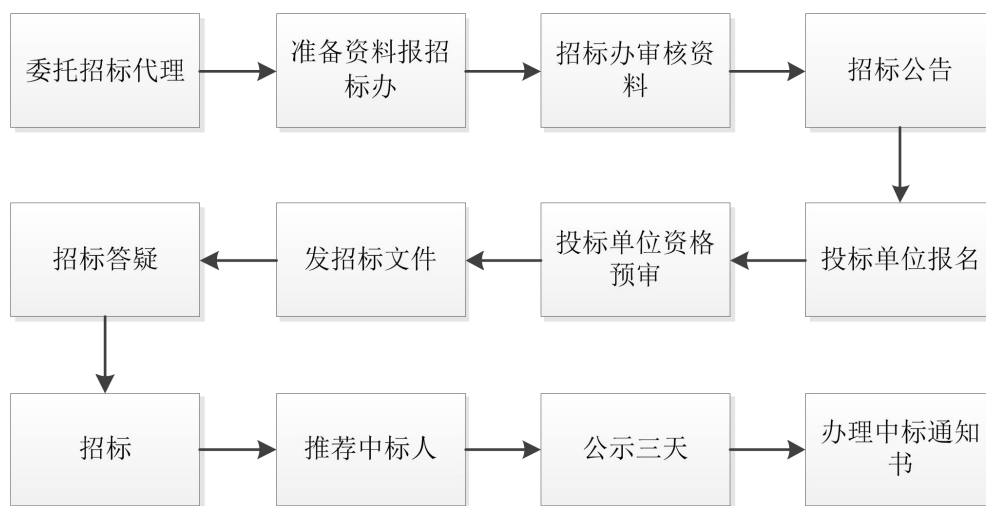 委托招标代理
准备资料报招
标办
招标办审核资
料
招标公告
投标单位报名
投标单位资格
预审
发招标文件
招标答疑
招标
推荐中标人
公示三天
办理中标通知
书